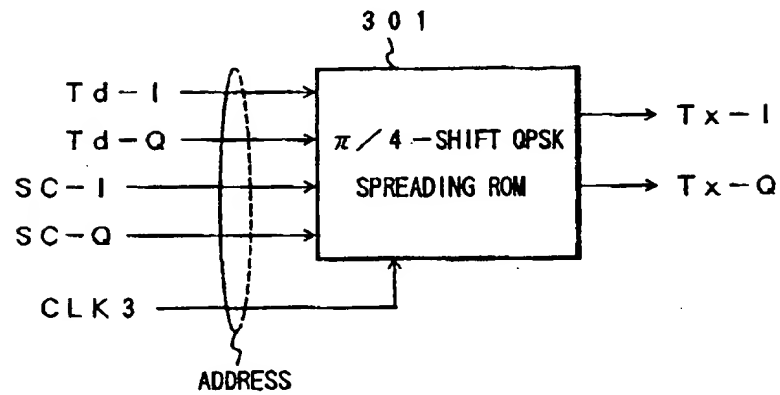 301
Td-I
Td-Q
SC-I
SC-Q
CLK3
π/4-SHIFT QPSK
SPREADING ROM
Tx-I
Tx-Q
ADDRESS